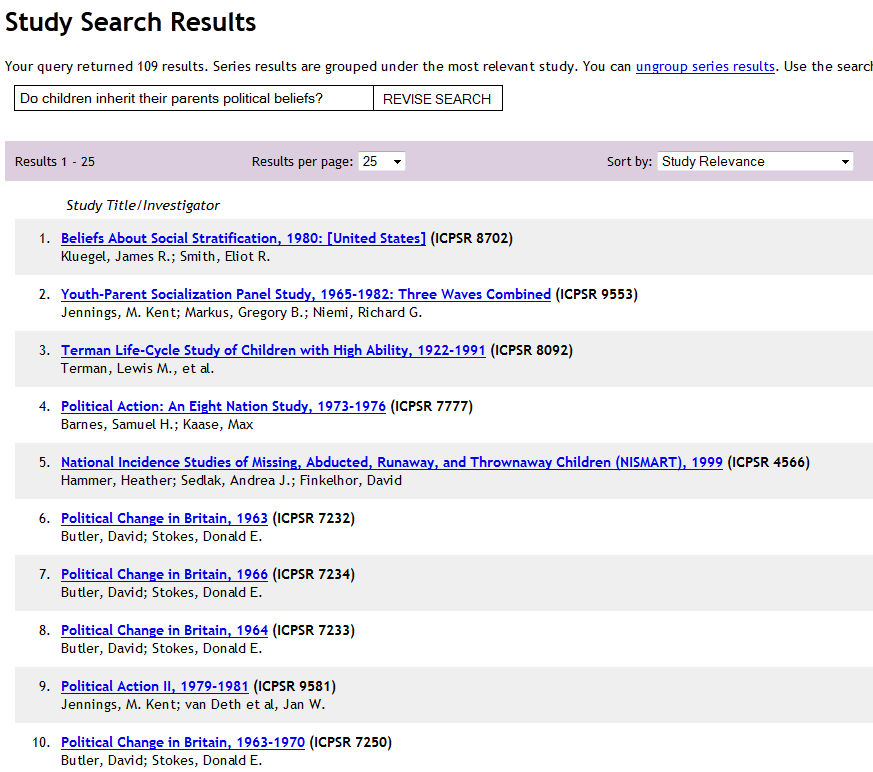 Study Search Results
Your query returned 109 results. Series results are grouped under the most relevant study. You can ungroup series results. Use the search
Do children inherit their parents political beliefs? REVISE SEARCH
Results 1 - 25 Results per page: 25 Sort by: Study Relevance
Study Title/Investigator
1. Beliefs About Social Stratification, 1980: [United States] (ICPSR 8702)
Kluegel, James R.; Smith, Eliot R.
2. Youth-Parent Socialization Panel Study, 1965-1982: Three Waves Combined (ICPSR 9553)
Jennings, M. Kent; Markus, Gregory B.; Niemi, Richard G.
3. Terman Life-Cycle Study of Children with High Ability, 1922-1991 (ICPSR 8092)
Terman, Lewis M., et al.
4. Political Action: An Eight Nation Study, 1973-1976 (ICPSR 7777)
Barnes, Samuel H.; Kaase, Max
5. National Incidence Studies of Missing, Abducted, Runaway, and Thrownaway Children (NISMART), 1999 (ICPSR 4566)
Hammer, Heather; Sedlak, Andrea J.; Finkelhor, David
6. Political Change in Britain, 1963 (ICPSR 7232)
Butler, David; Stokes, Donald E.
7. Political Change in Britain, 1966 (ICPSR 7234)
Butler, David; Stokes, Donald E.
8. Political Change in Britain, 1964 (ICPSR 7233)
Butler, David; Stokes, Donald E.
9. Political Action II, 1979-1981 (ICPSR 9581)
Jennings, M. Kent; van Deth et al, Jan W.
10. Political Change in Britain, 1963-1970 (ICPSR 7250)
Butler, David; Stokes, Donald E.